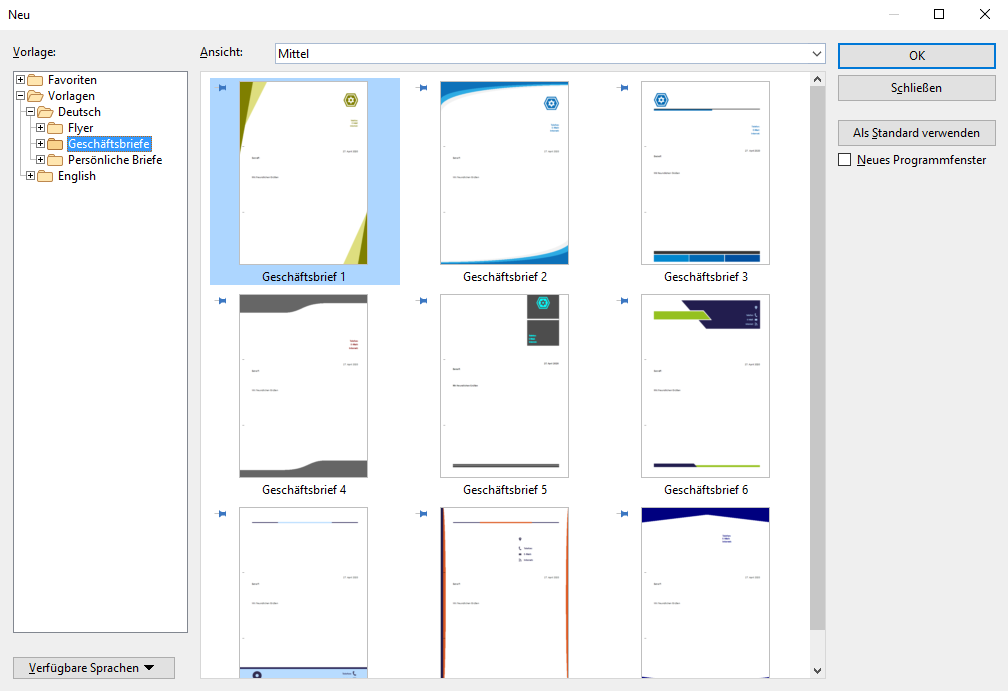 Neu
Vorlage:
Favoriten
Vorlagen
Deutsch
Flyer
Geschäftsbriefe
Persönliche Briefe
English
Verfügbare Sprachen
Ansicht:
Mittel
Geschäftsbrief 1
Geschäftsbrief 2
Geschäftsbrief 3
Geschäftsbrief 4
Geschäftsbrief 5
Geschäftsbrief 6
OK
Schließen
Als Standard verwenden
Neues Programmfenster